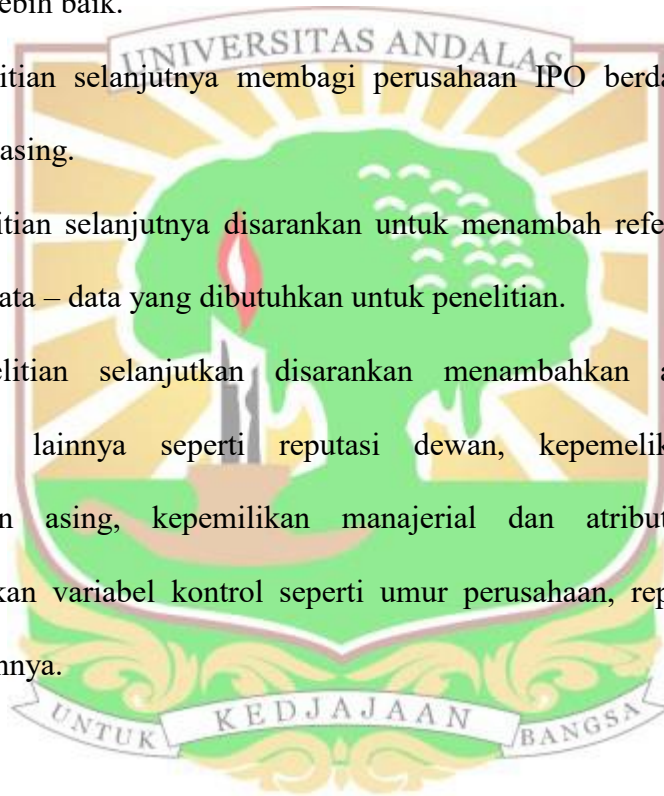 ebih baik.
UNIVERSITAS ANDALAS
itian selanjutnya membagi perusahaan IPO berda
asing.
itian selanjutnya disarankan untuk menambah refe
ata – data yang dibutuhkan untuk penelitian.
elitian selanjutkan disarankan menambahkan a
lainnya seperti reputasi dewan, kepemelik
n asing, kepemilikan manajerial dan atribut
kan variabel kontrol seperti umur perusahaan, rep
nnya.
UNTUK KEDJAJAAN BANGSA